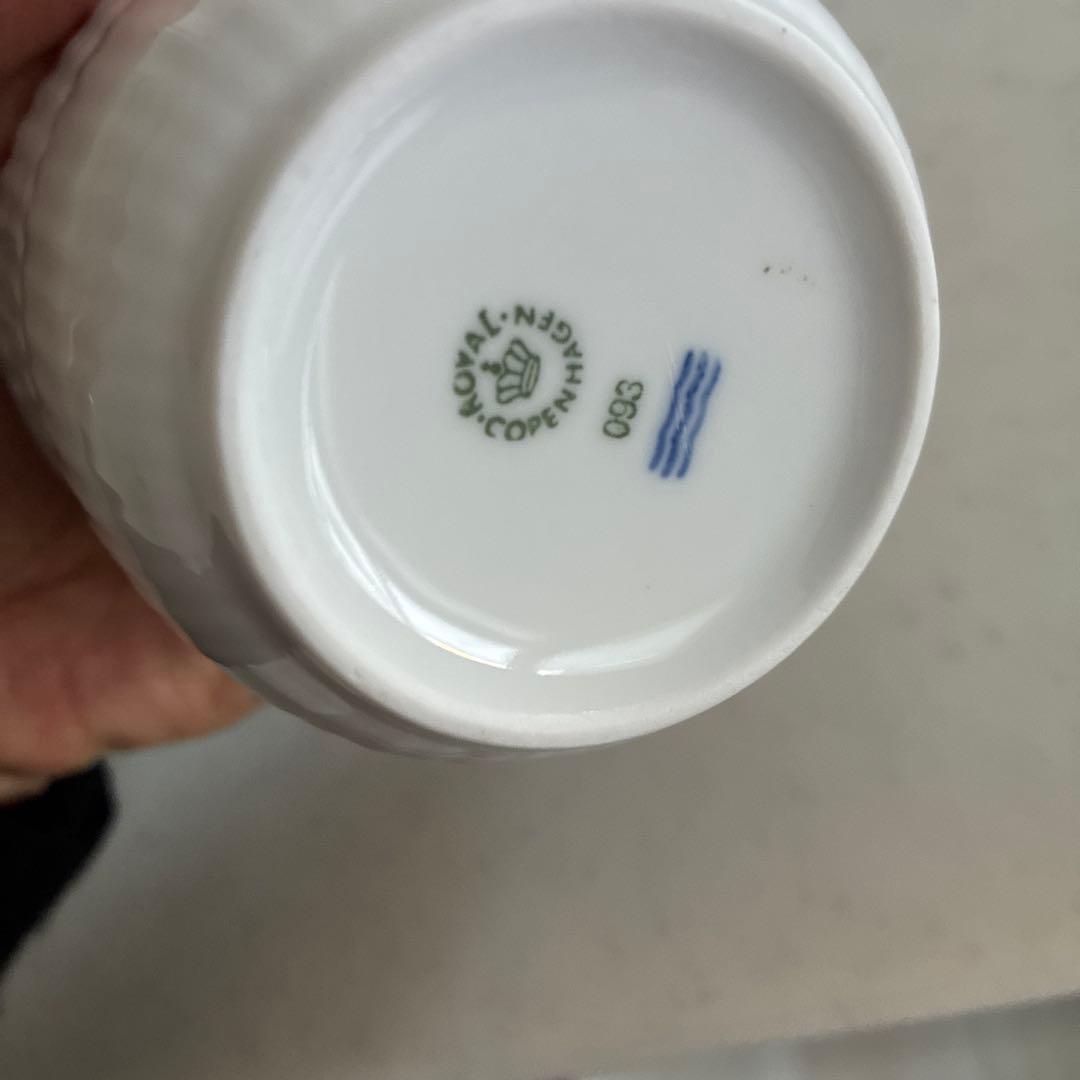 ROYAL · COPENHAGEN ·
093